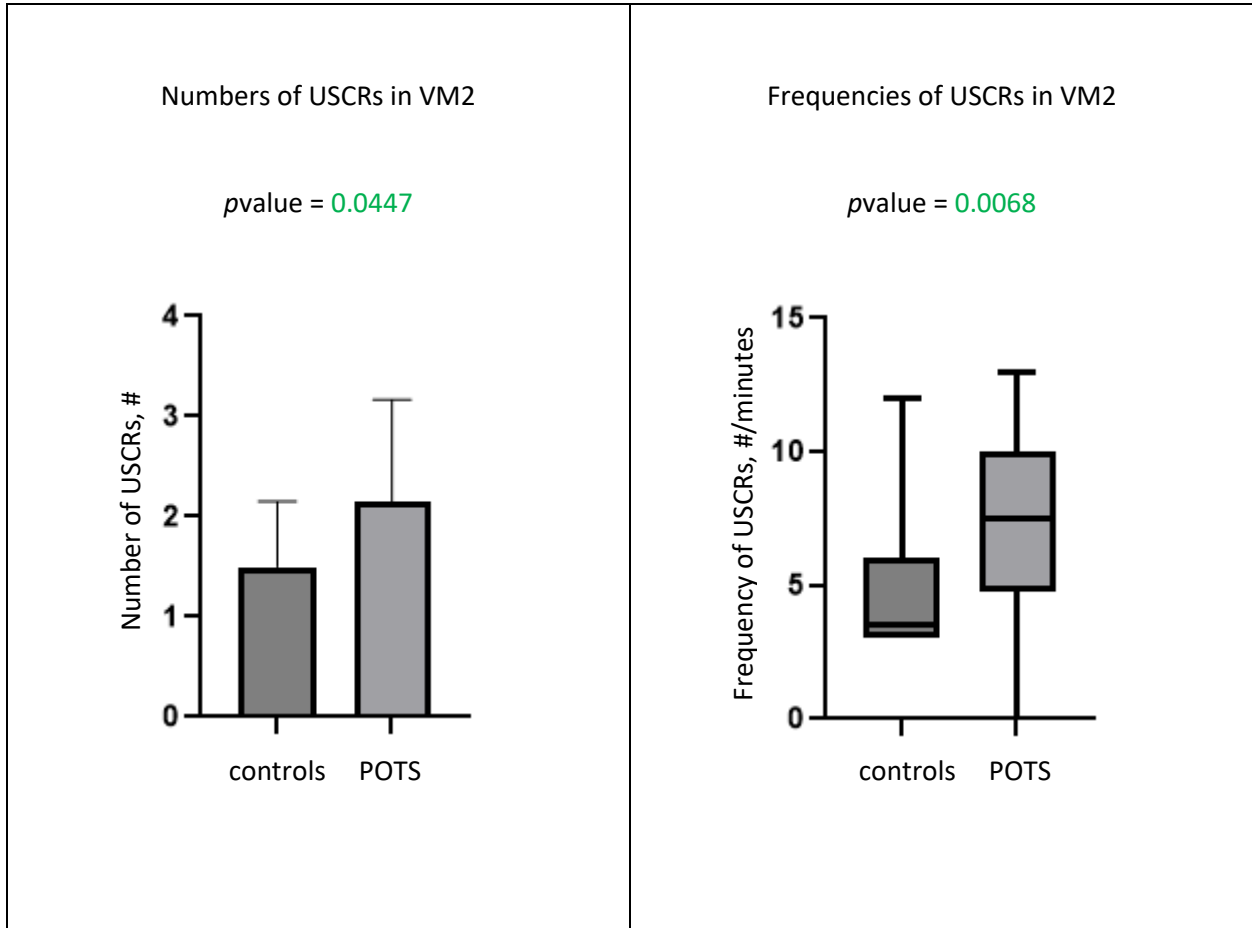 Numbers of USCRs in VM2
pvalue = 0.0447
4
3
2
1
0
Number of USCRs, #
controls POTS
Frequencies of USCRs in VM2
pvalue = 0.0068
15
10
5
0
Frequency of USCRs, #/minutes
controls POTS